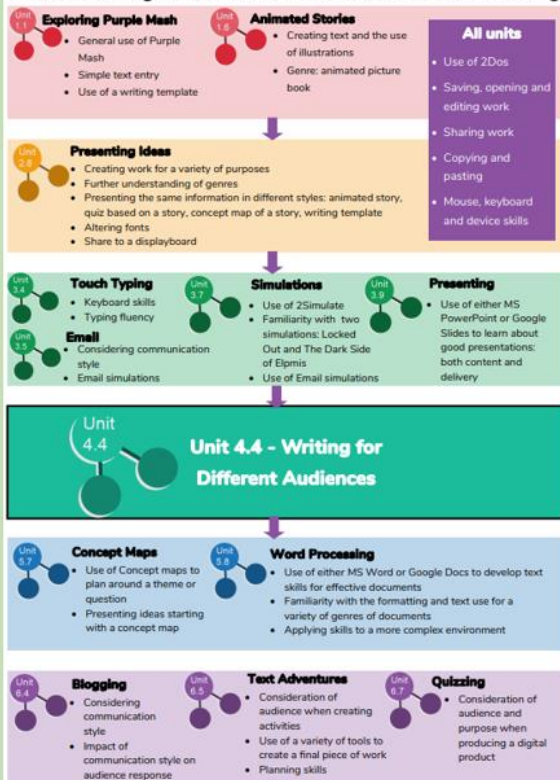 Unit
1.1
Exploring Purple Mash
• General use of Purple
Mash
• Simple text entry
• Use of a writing template
Unit
1.6
Animated Stories
• Creating text and the use
of illustrations
• Genre: animated picture
book
All units
• Use of 2Dos
• Saving, opening and
editing work
• Sharing work
• Copying and
pasting
• Mouse, keyboard
and device skills
Unit
2.8
Presenting Ideas
• Creating work for a variety of purposes
• Further understanding of genres
• Presenting the same information in different styles: animated story,
quiz based on a story, concept map of a story, writing template
• Altering fonts
• Share to a displayboard
Unit
3.4
Touch Typing
• Keyboard skills
• Typing fluency
Unit
3.5
Email
• Considering communication
style
• Email simulations
Unit
3.7
Simulations
• Use of 2Simulate
• Familiarity with two
simulations: Locked
Out and The Dark Side
of Elpmis
• Use of Email simulations
Unit
3.9
Presenting
• Use of either MS
PowerPoint or Google
Slides to learn about
good presentations:
both content and
delivery
Unit
4.4
Unit 4.4 - Writing for
Different Audiences
Unit
5.7
Concept Maps
• Use of Concept maps to
plan around a theme or
question
• Presenting ideas starting
with a concept map
Unit
5.8
Word Processing
• Use of either MS Word or Google Docs to develop text
skills for effective documents
• Familiarity with the formatting and text use for a
variety of genres of documents
• Applying skills to a more complex environment
Unit
6.4
Blogging
• Considering
communication
style
• Impact of
communication style on
audience response
Unit
6.5
Text Adventures
• Consideration of
audience when creating
activities
• Use of a variety of tools to
create a final piece of work
• Planning skills
Unit
6.7
Quizzing
• Consideration of
audience and
purpose when
producing a digital
product